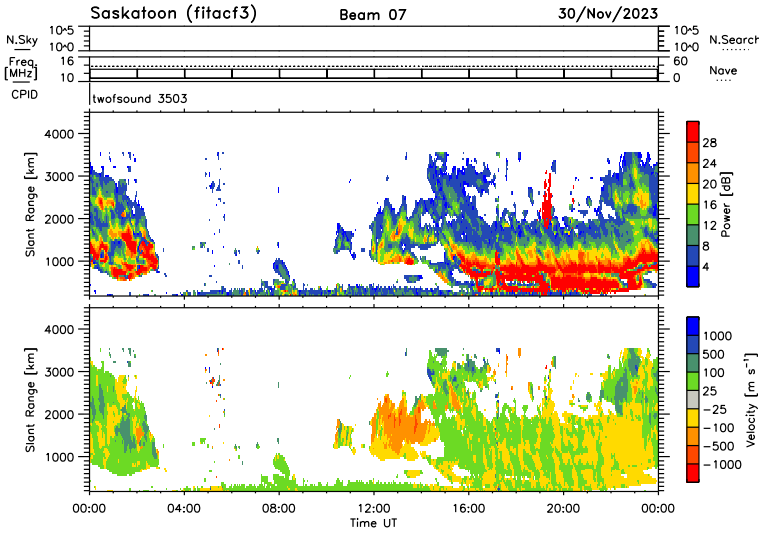 Saskatoon (fitacf3) Beam 07 30/Nov/2023
N.Sky 10^5 10^5 N.Search
10^0 10^0
Freq. 16 60
[MHz] 10 0 Nave
CPID twofsound 3503
4000
3000
2000
1000
Slant Range [km]
28
24
20
16
12
8
4
Power [dB]
4000
3000
2000
1000
Slant Range [km]
1000
500
100
25
−25
−100
−500
−1000
Velocity [m s⁻¹]
00:00 04:00 08:00 12:00 16:00 20:00 00:00
Time UT